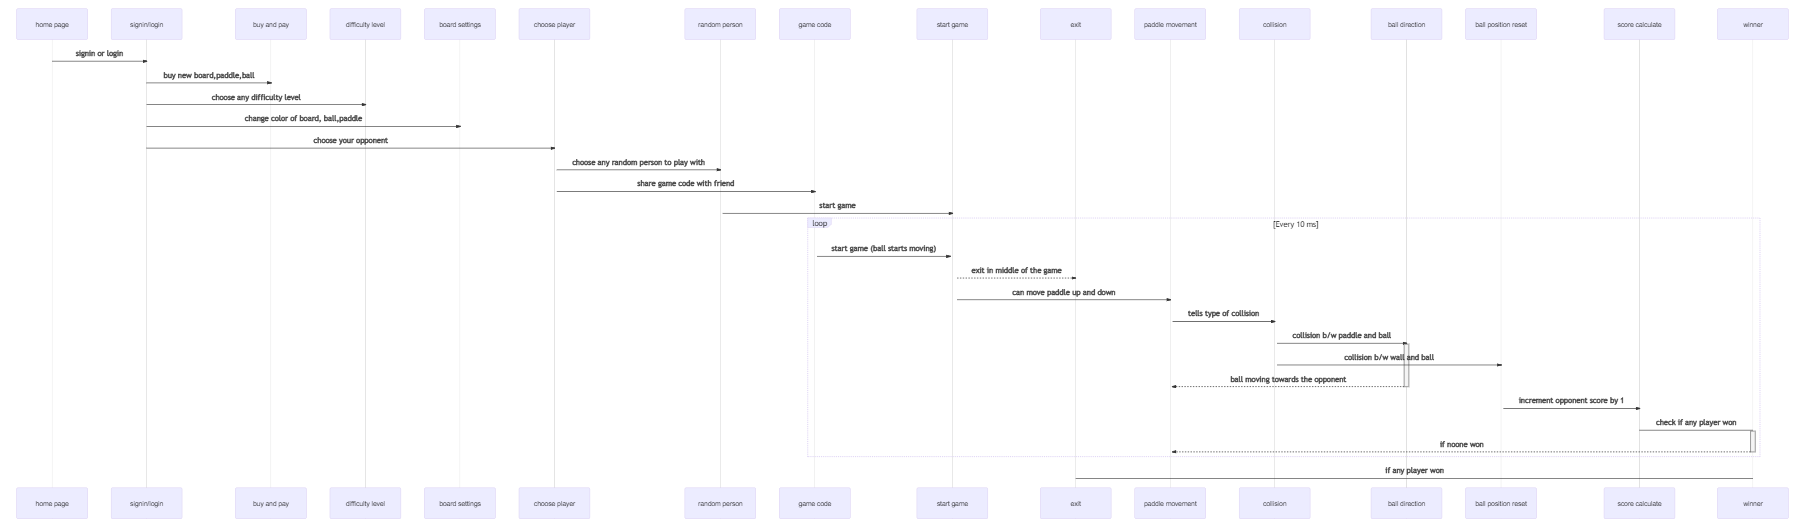 home page
signin/login
buy and pay
difficulty level
board settings
choose player
random person
game code
start game
exit
paddle movement
collision
ball direction
ball position reset
score calculate
winner
signin or login
buy new board,paddle,ball
choose any difficulty level
change color of board, ball,paddle
choose your opponent
choose any random person to play with
share game code with friend
start game
loop
[Every 10 ms]
start game (ball starts moving)
exit in middle of the game
can move paddle up and down
tells type of collision
collision b/w paddle and ball
collision b/w wall and ball
ball moving towards the opponent
increment opponent score by 1
check if any player won
if noone won
if any player won
home page
signin/login
buy and pay
difficulty level
board settings
choose player
random person
game code
start game
exit
paddle movement
collision
ball direction
ball position reset
score calculate
winner